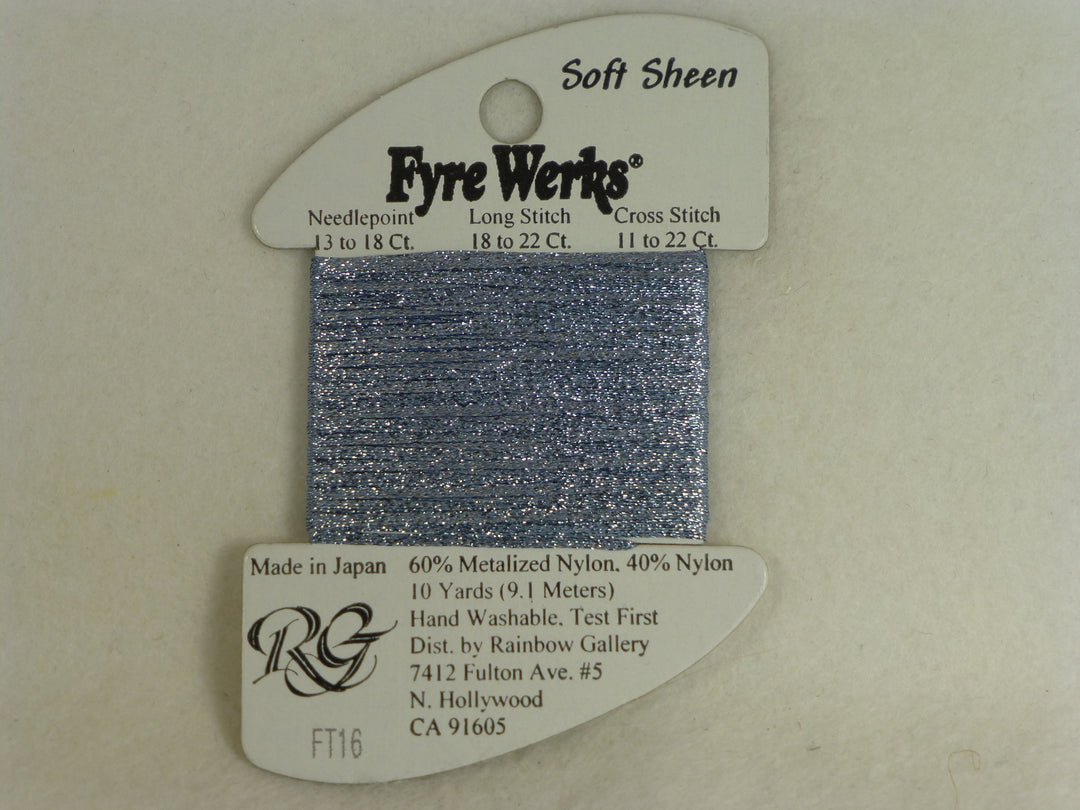 Soft Sheen
Fyre Werks®
Needlepoint Long Stitch Cross Stitch
13 to 18 Ct. 18 to 22 Ct. 11 to 22 Ct.
Made in Japan 60% Metalized Nylon, 40% Nylon
10 Yards (9.1 Meters)
Hand Washable, Test First
Dist. by Rainbow Gallery
7412 Fulton Ave. #5
N. Hollywood
CA 91605
RG
FT16